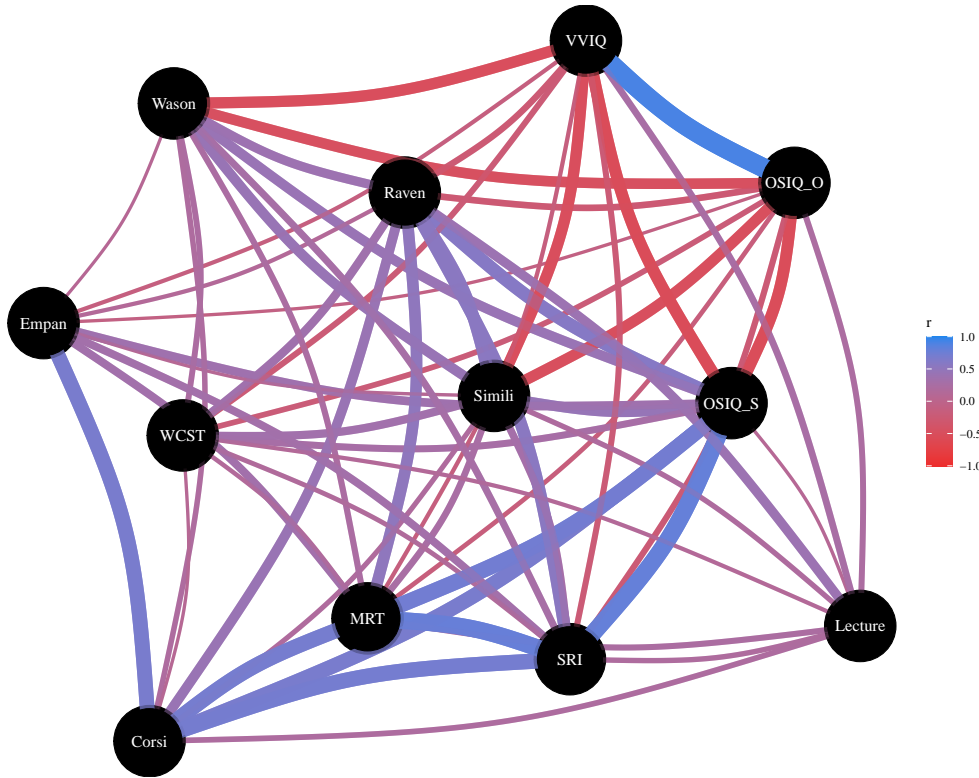 VVIQ
Wason
OSIQ_O
Raven
Empan
r
1.0
0.5
0.0
−0.5
−1.0
Simili
OSIQ_S
WCST
MRT
Lecture
SRI
Corsi